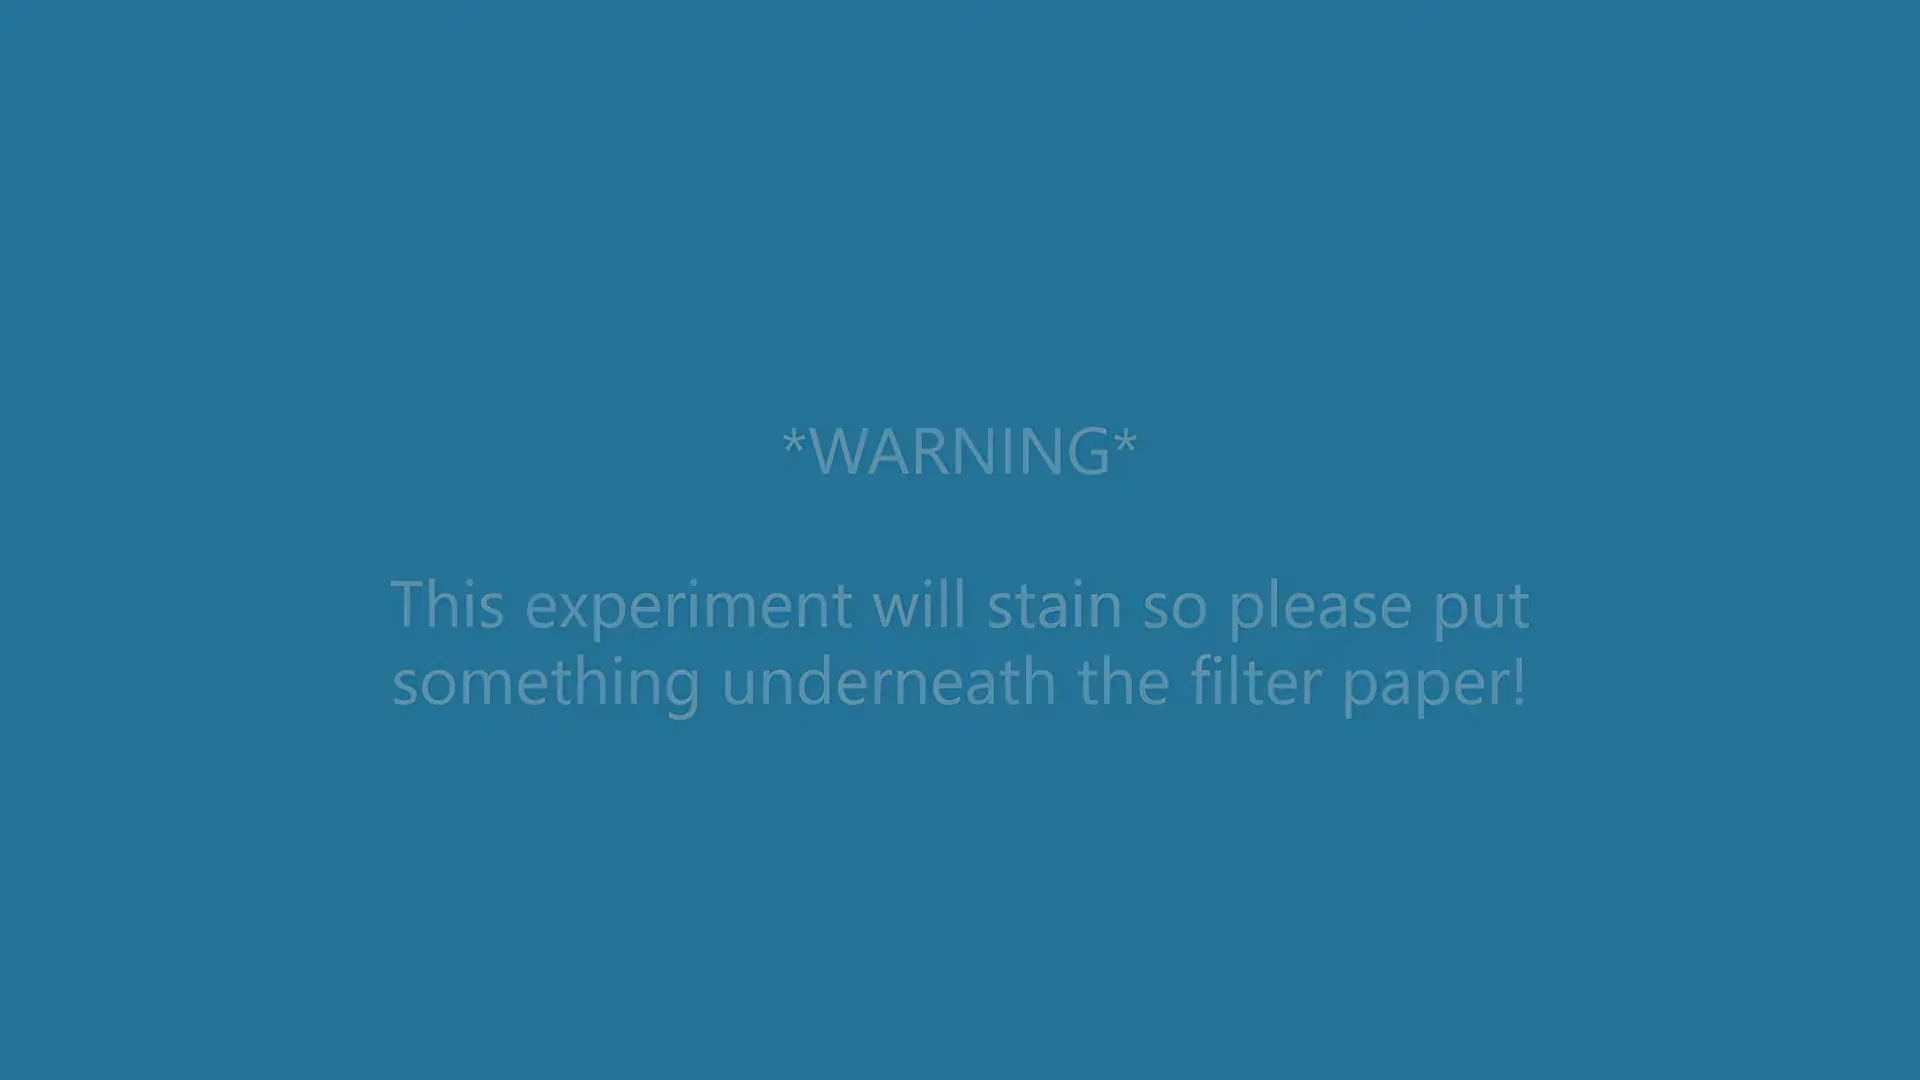 *WARNING*
This experiment will stain so please put
something underneath the filter paper!